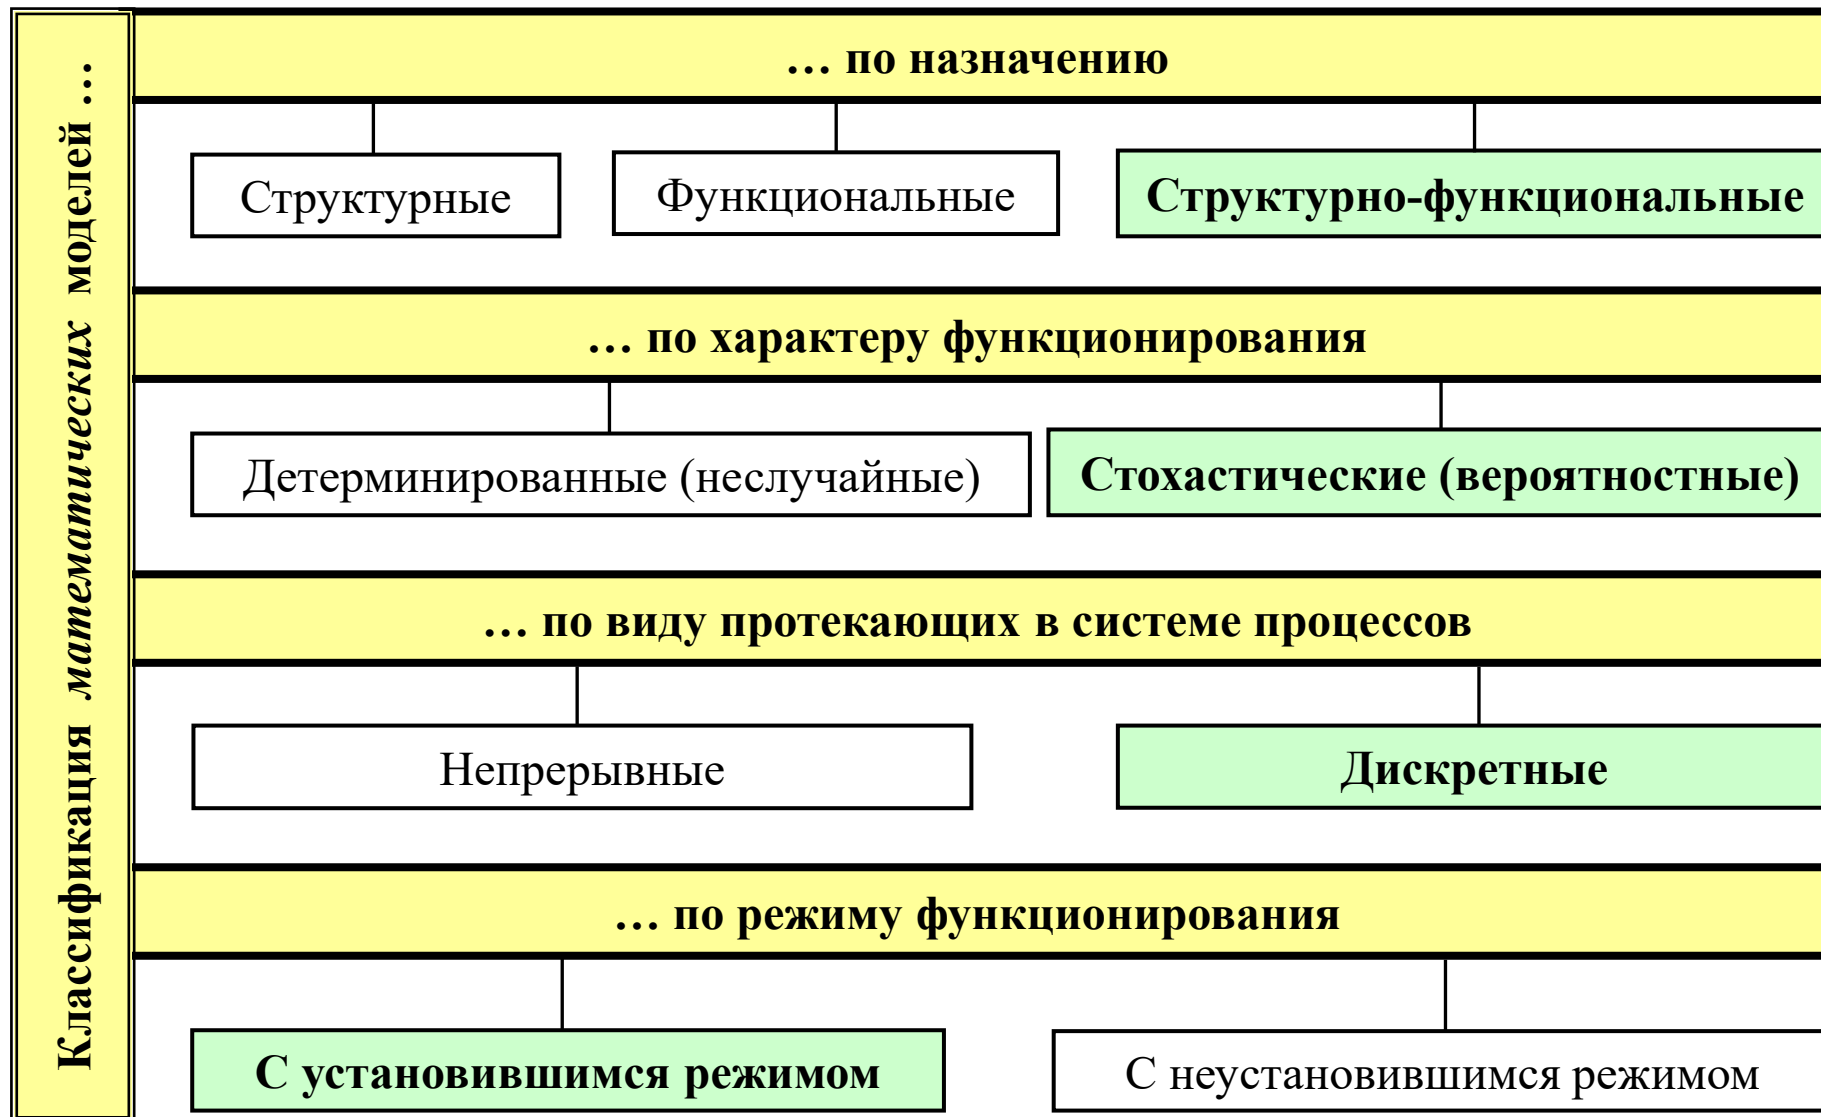 Классификация математических моделей …
… по назначению
Структурные
Функциональные
Структурно-функциональные
… по характеру функционирования
Детерминированные (неслучайные)
Стохастические (вероятностные)
… по виду протекающих в системе процессов
Непрерывные
Дискретные
… по режиму функционирования
С установившимся режимом
С неустановившимся режимом